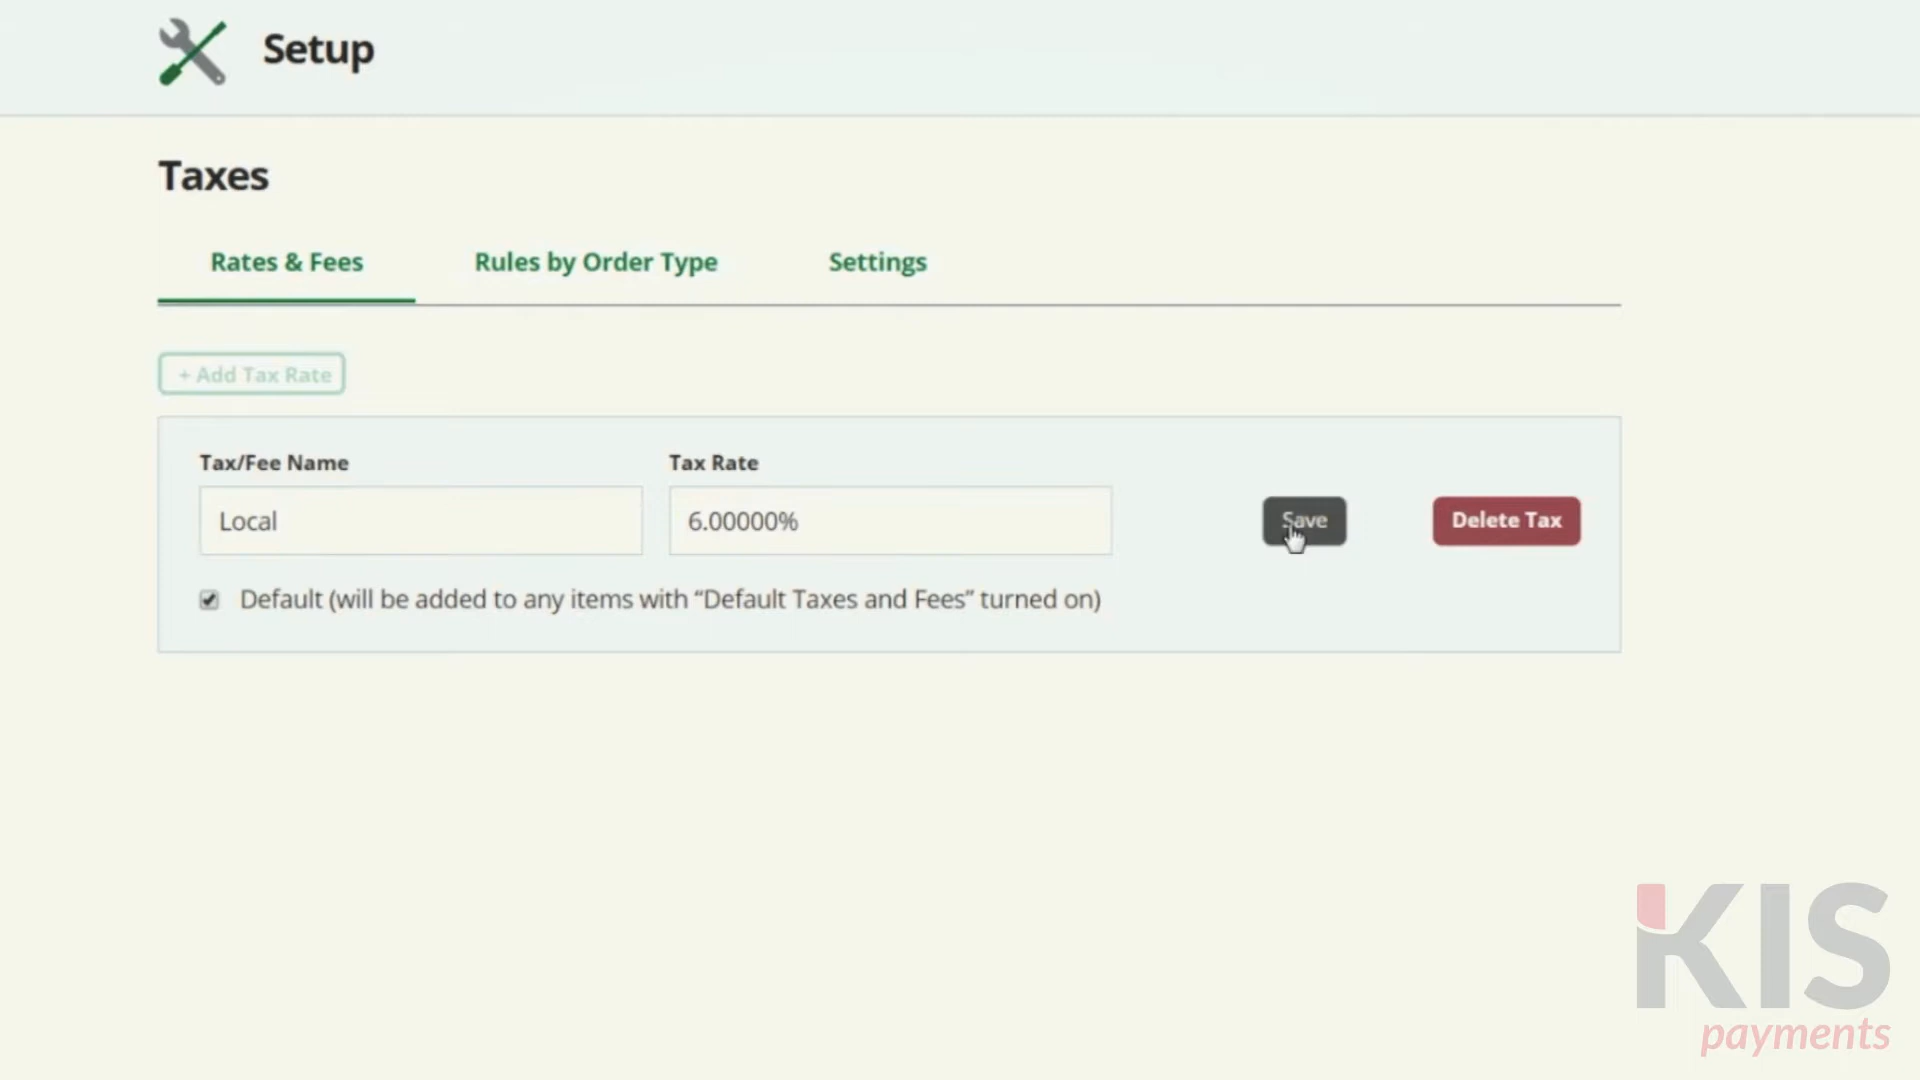 Setup
Taxes
Rates & Fees
Rules by Order Type
Settings
+ Add Tax Rate
Tax/Fee Name
Tax Rate
Local
6.00000%
Save
Delete Tax
Default (will be added to any items with “Default Taxes and Fees” turned on)
KIS
payments